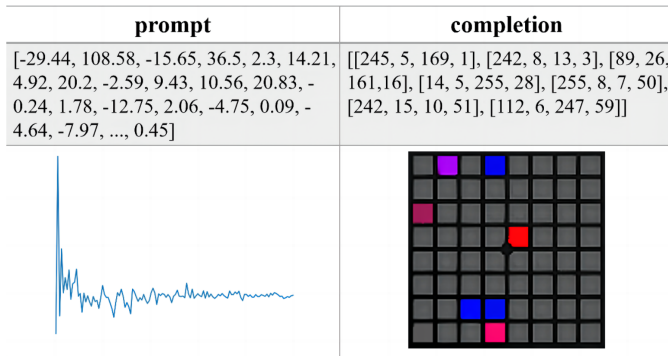 prompt
completion
[-29.44, 108.58, -15.65, 36.5, 2.3, 14.21,
4.92, 20.2, -2.59, 9.43, 10.56, 20.83, -
0.24, 1.78, -12.75, 2.06, -4.75, 0.09, -
4.64, -7.97, ..., 0.45]
[[245, 5, 169, 1], [242, 8, 13, 3], [89, 26,
161,16], [14, 5, 255, 28], [255, 8, 7, 50],
[242, 15, 10, 51], [112, 6, 247, 59]]